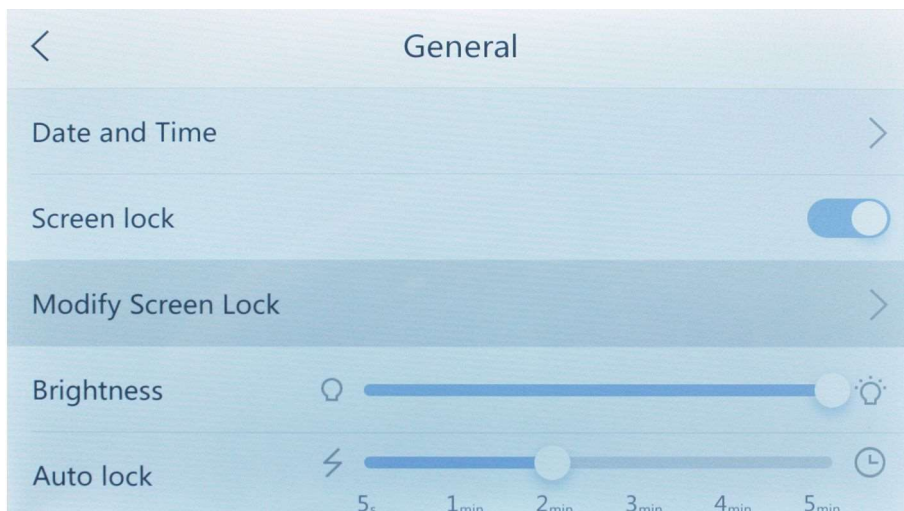 General
Date and Time
Screen lock
Modify Screen Lock
Brightness
Auto lock
5s 1min 2min 3min 4min 5min